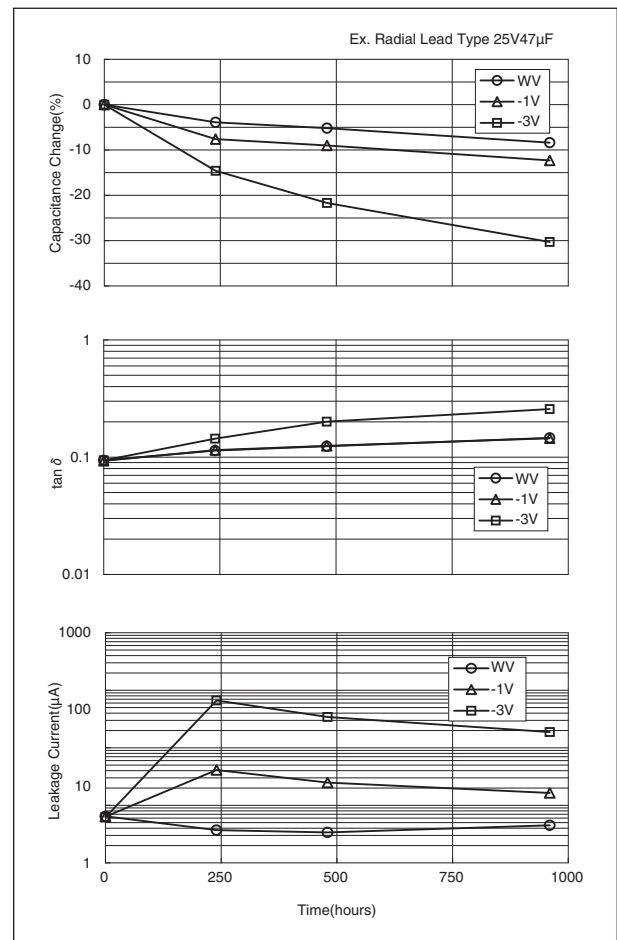 Ex. Radial Lead Type 25V47μF
10
0
-10
-20
-30
-40
Capacitance Change(%)
WV
-1V
-3V
1
0.1
0.01
tan δ
WV
-1V
-3V
1000
100
10
1
Leakage Current(μA)
WV
-1V
-3V
0 250 500 750 1000
Time(hours)